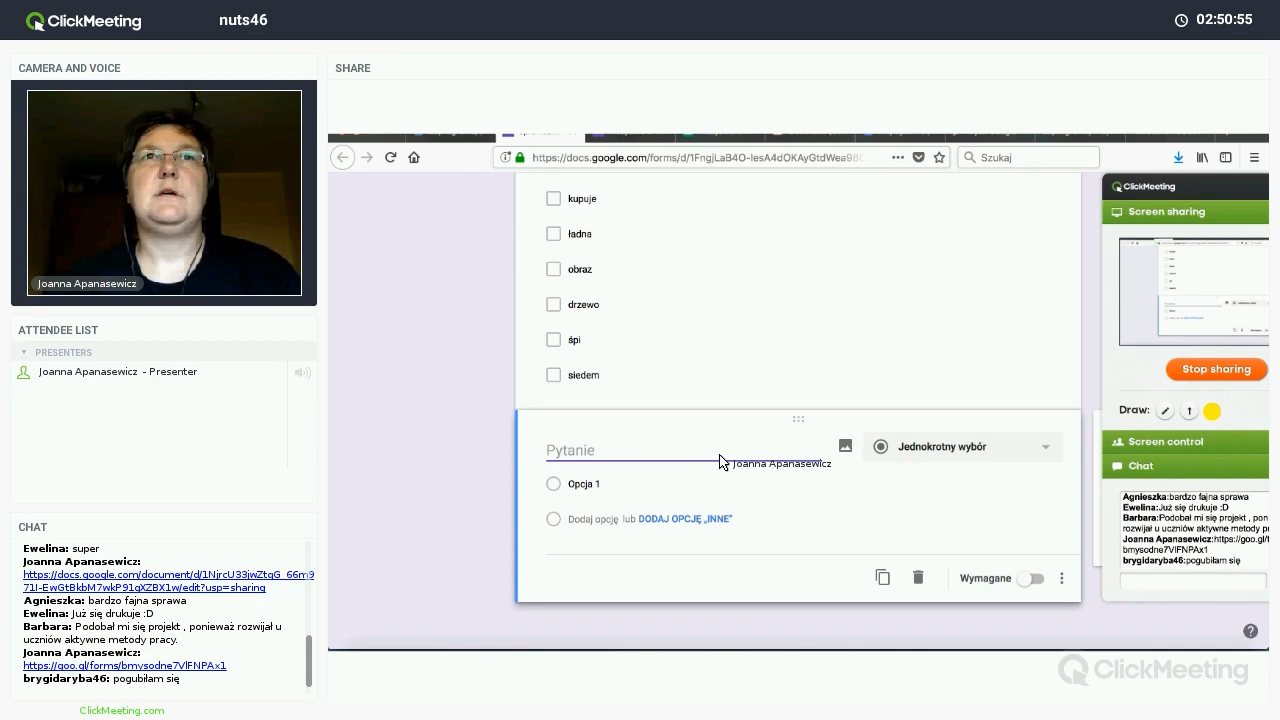 ClickMeeting
nuts46
02:50:55
CAMERA AND VOICE
Joanna Apanasewicz
ATTENDEE LIST
PRESENTERS
Joanna Apanasewicz - Presenter
CHAT
Ewelina: super
Joanna Apanasewicz:
https://docs.google.com/document/d/1NjrcU33jwZtqG_66m9
71I-EwGtBkbM7wkP91qXZBX1w/edit?usp=sharing
Agnieszka: bardzo fajna sprawa
Ewelina: Już się drukuje :D
Barbara: Podobał mi się projekt , ponieważ rozwijał u
uczniów aktywne metody pracy.
Joanna Apanasewicz:
https://goo.gl/forms/bmysodne7VlFNPAx1
brygidaryba46: pogubiłam się
ClickMeeting.com
SHARE
https://docs.google.com/forms/d/1FngjLaB4O-lesA4dOKAyGtdWea98
Szukaj
kupuje
ładna
obraz
drzewo
śpi
siedem
Pytanie
Joanna Apanasewicz
Jednokrotny wybór
Opcja 1
Dodaj opcję lub DODAJ OPCJĘ „INNE”
Wymagane
ClickMeeting
Screen sharing
Stop sharing
Draw:
Screen control
Chat
Agnieszka:bardzo fajna sprawa
Ewelina:Już się drukuje :D
Barbara:Podobał mi się projekt , pon
rozwijał u uczniów aktywne metody
Joanna Apanasewicz:https://goo.gl/f
bmysodne7VlFNPAx1
brygidaryba46:pogubiłam się
ClickMeeting